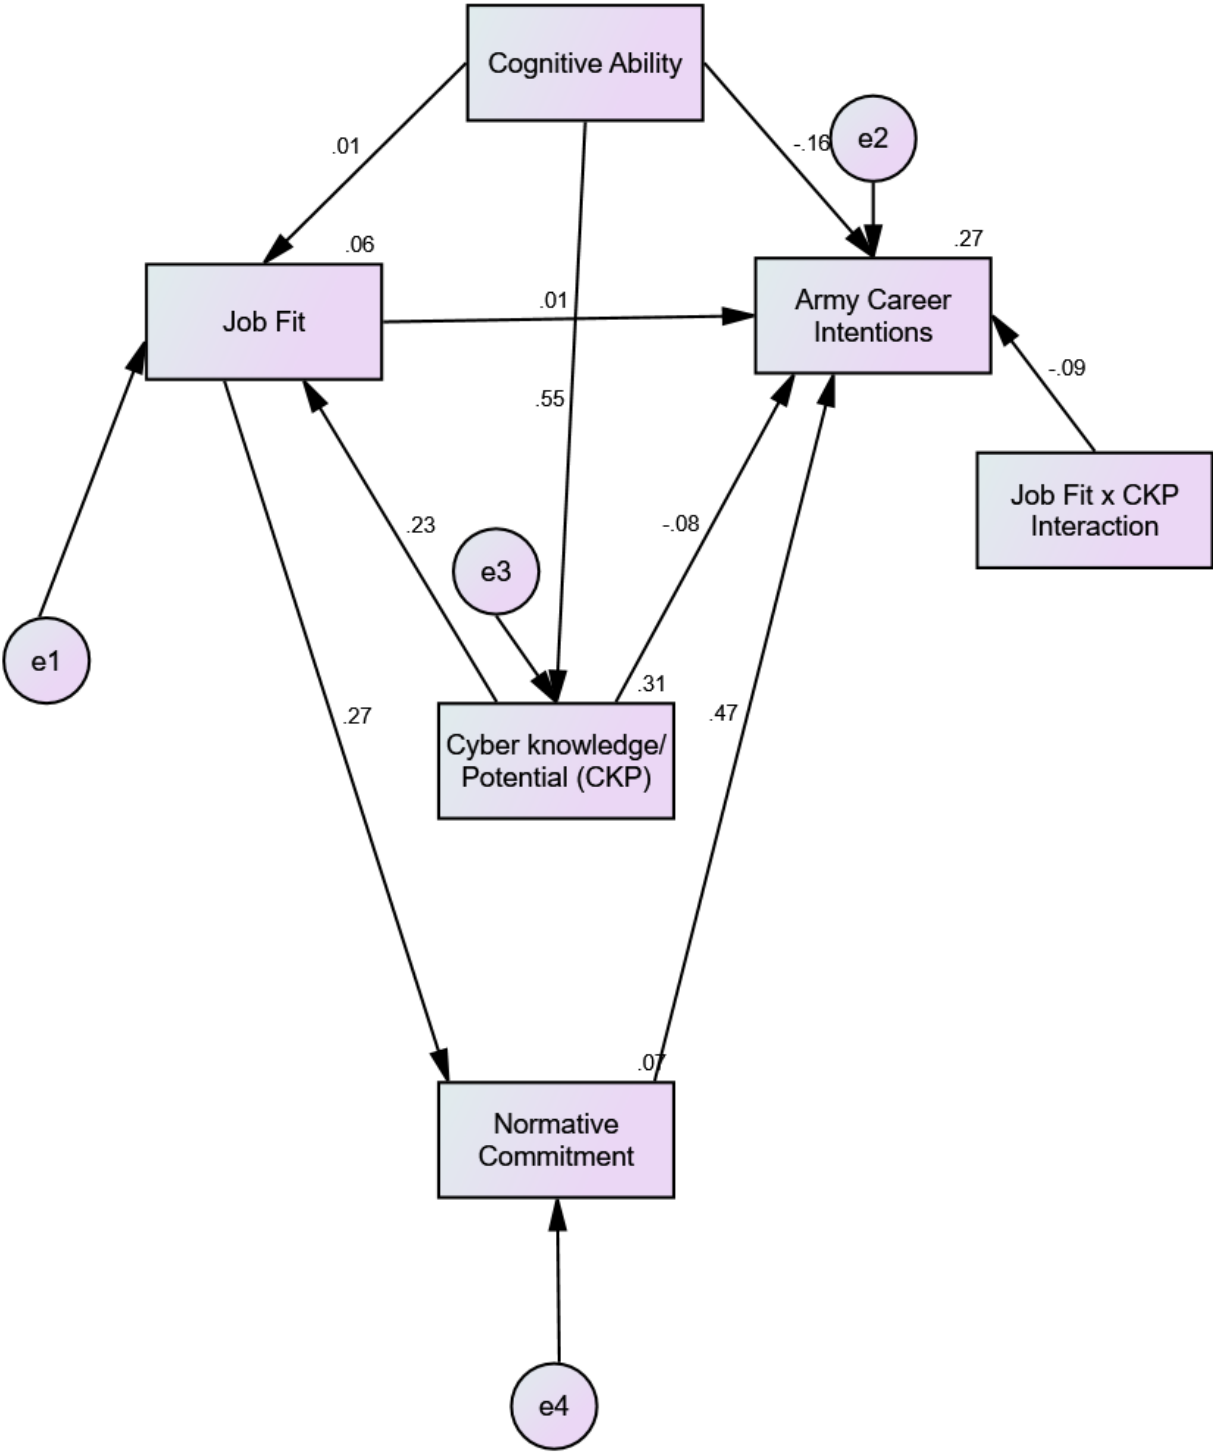 Cognitive Ability
.01
-.16
e2
.06
.27
Job Fit
.01
Army Career
Intentions
-.09
.55
Job Fit x CKP
Interaction
.23
-.08
e3
e1
.31
.27
.47
Cyber knowledge/
Potential (CKP)
.07
Normative
Commitment
e4